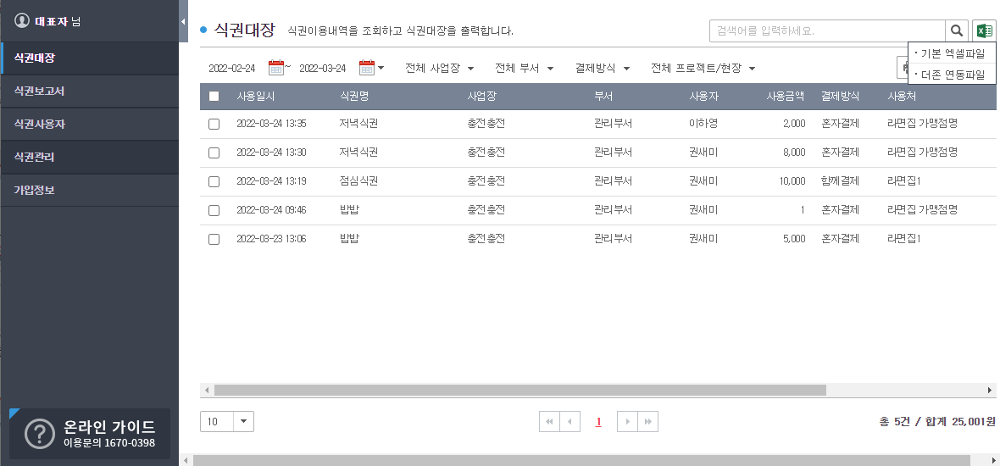 대표자 님
식권대장
식권보고서
식권사용자
식권관리
가입정보
온라인 가이드
이용문의 1670-0398
식권대장 식권이용내역을 조회하고 식권대장을 출력합니다.
검색어를 입력하세요.
· 기본 엑셀파일
· 더존 연동파일
2022-02-24 ~ 2022-03-24 전체 사업장 전체 부서 결제방식 전체 프로젝트/현장
사용일시 식권명 사업장 부서 사용자 사용금액 결제방식 사용처
2022-03-24 13:35 저녁식권 충전충전 관리부서 이하영 2,000 혼자결제 라면집 가맹점명
2022-03-24 13:30 저녁식권 충전충전 관리부서 권새미 8,000 혼자결제 라면집 가맹점명
2022-03-24 13:19 점심식권 충전충전 관리부서 권새미 10,000 함께결제 라면집1
2022-03-24 09:46 밥밥 충전충전 관리부서 권새미 1 혼자결제 라면집 가맹점명
2022-03-23 13:06 밥밥 충전충전 관리부서 권새미 5,000 혼자결제 라면집1
10 1 총 5건 / 합계 25,001원